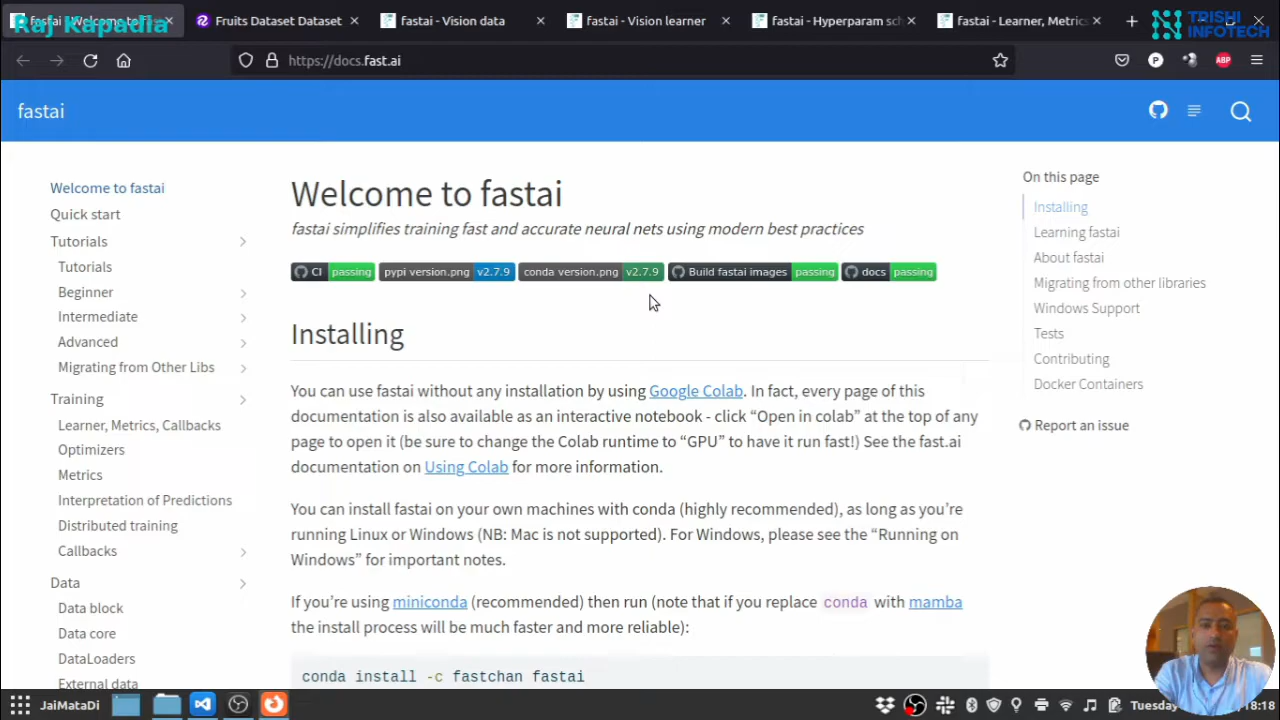 Raj Kapadia
Fruits Dataset Dataset
fastai - Vision data
fastai - Vision learner
fastai - Hyperparam sch
fastai - Learner, Metrics
TRISHI
INFOTECH
https://docs.fast.ai
P
ABP
fastai
Welcome to fastai
Quick start
Tutorials
Tutorials
Beginner
Intermediate
Advanced
Migrating from Other Libs
Training
Learner, Metrics, Callbacks
Optimizers
Metrics
Interpretation of Predictions
Distributed training
Callbacks
Data
Data block
Data core
DataLoaders
External data
Welcome to fastai
fastai simplifies training fast and accurate neural nets using modern best practices
CI passing pypi version.png v2.7.9 conda version.png v2.7.9 Build fastai images passing docs passing
Installing
You can use fastai without any installation by using Google Colab. In fact, every page of this
documentation is also available as an interactive notebook - click “Open in colab” at the top of any
page to open it (be sure to change the Colab runtime to “GPU” to have it run fast!) See the fast.ai
documentation on Using Colab for more information.
You can install fastai on your own machines with conda (highly recommended), as long as you’re
running Linux or Windows (NB: Mac is not supported). For Windows, please see the “Running on
Windows” for important notes.
If you’re using miniconda (recommended) then run (note that if you replace conda with mamba
the install process will be much faster and more reliable):
conda install -c fastchan fastai
On this page
Installing
Learning fastai
About fastai
Migrating from other libraries
Windows Support
Tests
Contributing
Docker Containers
Report an issue
JaiMataDi
Tuesday
18:18